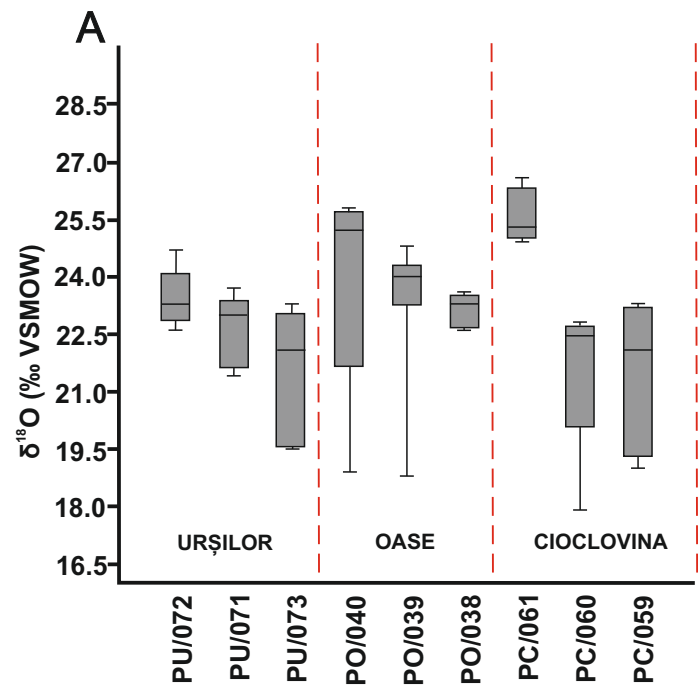 A
δ¹⁸O (‰ VSMOW)
28.5
27.0
25.5
24.0
22.5
21.0
19.5
18.0
16.5
URȘILOR
OASE
CIOCLOVINA
PU/072
PU/071
PU/073
PO/040
PO/039
PO/038
PC/061
PC/060
PC/059